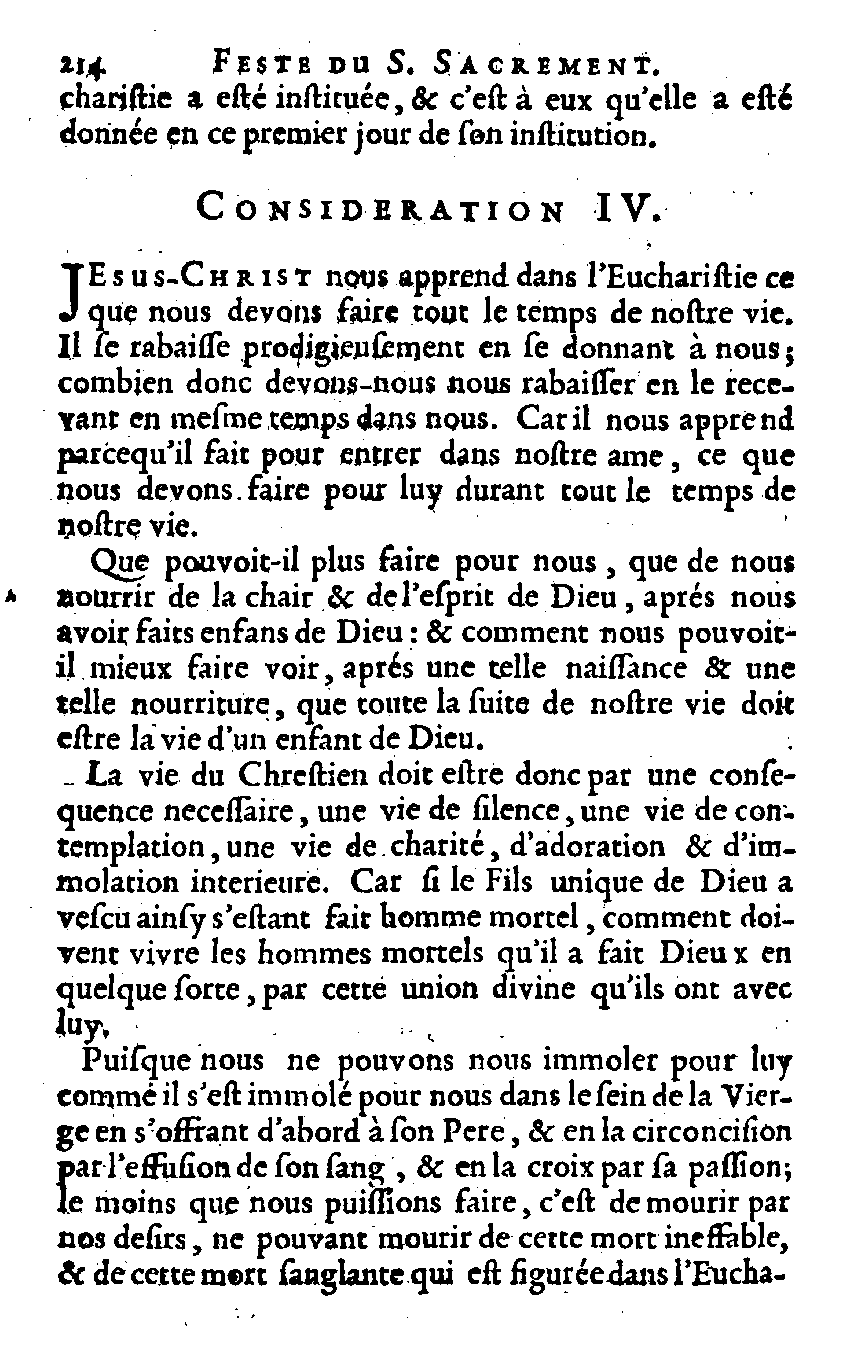 214 FESTE DU S. SACREMENT.
chariſtie a eſté inſtituée, & c'eſt à eux qu'elle a eſté
donnée en ce premier jour de ſon inſtitution.
CONSIDERATION IV.
JESUS-CHRIST nous apprend dans l'Euchariſtie ce
que nous devons faire tout le temps de noſtre vie.
Il ſe rabaiſſe prodigieuſement en ſe donnant à nous;
combien donc devons-nous nous rabaiſſer en le rece-
vant en meſme temps dans nous. Car il nous apprend
parcequ'il fait pour entrer dans noſtre ame, ce que
nous devons faire pour luy durant tout le temps de
noſtre vie.
Que pouvoit-il plus faire pour nous, que de nous
nourrir de la chair & de l'eſprit de Dieu, aprés nous
avoir faits enfans de Dieu: & comment nous pouvoit-
il mieux faire voir, aprés une telle naiſſance & une
telle nourriture, que toute la ſuite de noſtre vie doit
eſtre la vie d'un enfant de Dieu.
La vie du Chreſtien doit eſtre donc par une conſe-
quence neceſſaire, une vie de ſilence, une vie de con-
templation, une vie de charité, d'adoration & d'im-
molation interieure. Car ſi le Fils unique de Dieu a
veſcu ainſy s'eſtant fait homme mortel, comment doi-
vent vivre les hommes mortels qu'il a fait Dieux en
quelque ſorte, par cette union divine qu'ils ont avec
luy.
Puiſque nous ne pouvons nous immoler pour luy
comme il s'eſt immolé pour nous dans le ſein de la Vier-
ge en s'offrant d'abord à ſon Pere, & en la circonciſion
par l'effuſion de ſon ſang, & en la croix par ſa paſſion;
le moins que nous puiſſions faire, c'eſt de mourir par
nos deſirs, ne pouvant mourir de cette mort ineffable,
& de cette mort ſanglante qui eſt figurée dans l'Eucha-